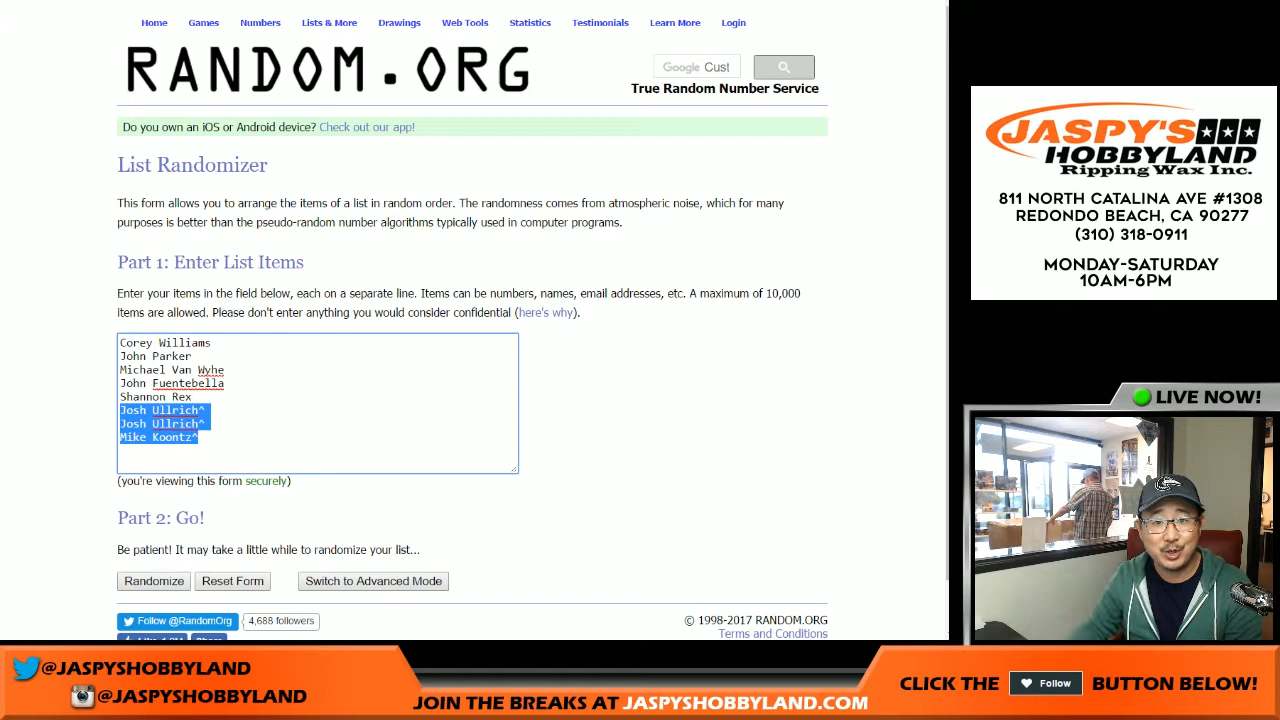 Home Games Numbers Lists & More Drawings Web Tools Statistics Testimonials Learn More Login
RANDOM.ORG
Google Cust
True Random Number Service
Do you own an iOS or Android device? Check out our app!
List Randomizer
This form allows you to arrange the items of a list in random order. The randomness comes from atmospheric noise, which for many
purposes is better than the pseudo-random number algorithms typically used in computer programs.
Part 1: Enter List Items
Enter your items in the field below, each on a separate line. Items can be numbers, names, email addresses, etc. A maximum of 10,000
items are allowed. Please don't enter anything you would consider confidential (here's why).
Corey Williams
John Parker
Michael Van Wyhe
John Fuentebella
Shannon Rex
Josh Ullrich^
Josh Ullrich^
Mike Koontz^
(you're viewing this form securely)
Part 2: Go!
Be patient! It may take a little while to randomize your list...
Randomize Reset Form Switch to Advanced Mode
Follow @RandomOrg 4,688 followers
© 1998-2017 RANDOM.ORG
Terms and Conditions
JASPY'S
HOBBYLAND
Ripping Wax Inc.
811 NORTH CATALINA AVE #1308
REDONDO BEACH, CA 90277
(310) 318-0911
MONDAY-SATURDAY
10AM-6PM
LIVE NOW!
@JASPYSHOBBYLAND
@JASPYSHOBBYLAND
JOIN THE BREAKS AT JASPYSHOBBYLAND.COM
CLICK THE Follow BUTTON BELOW!